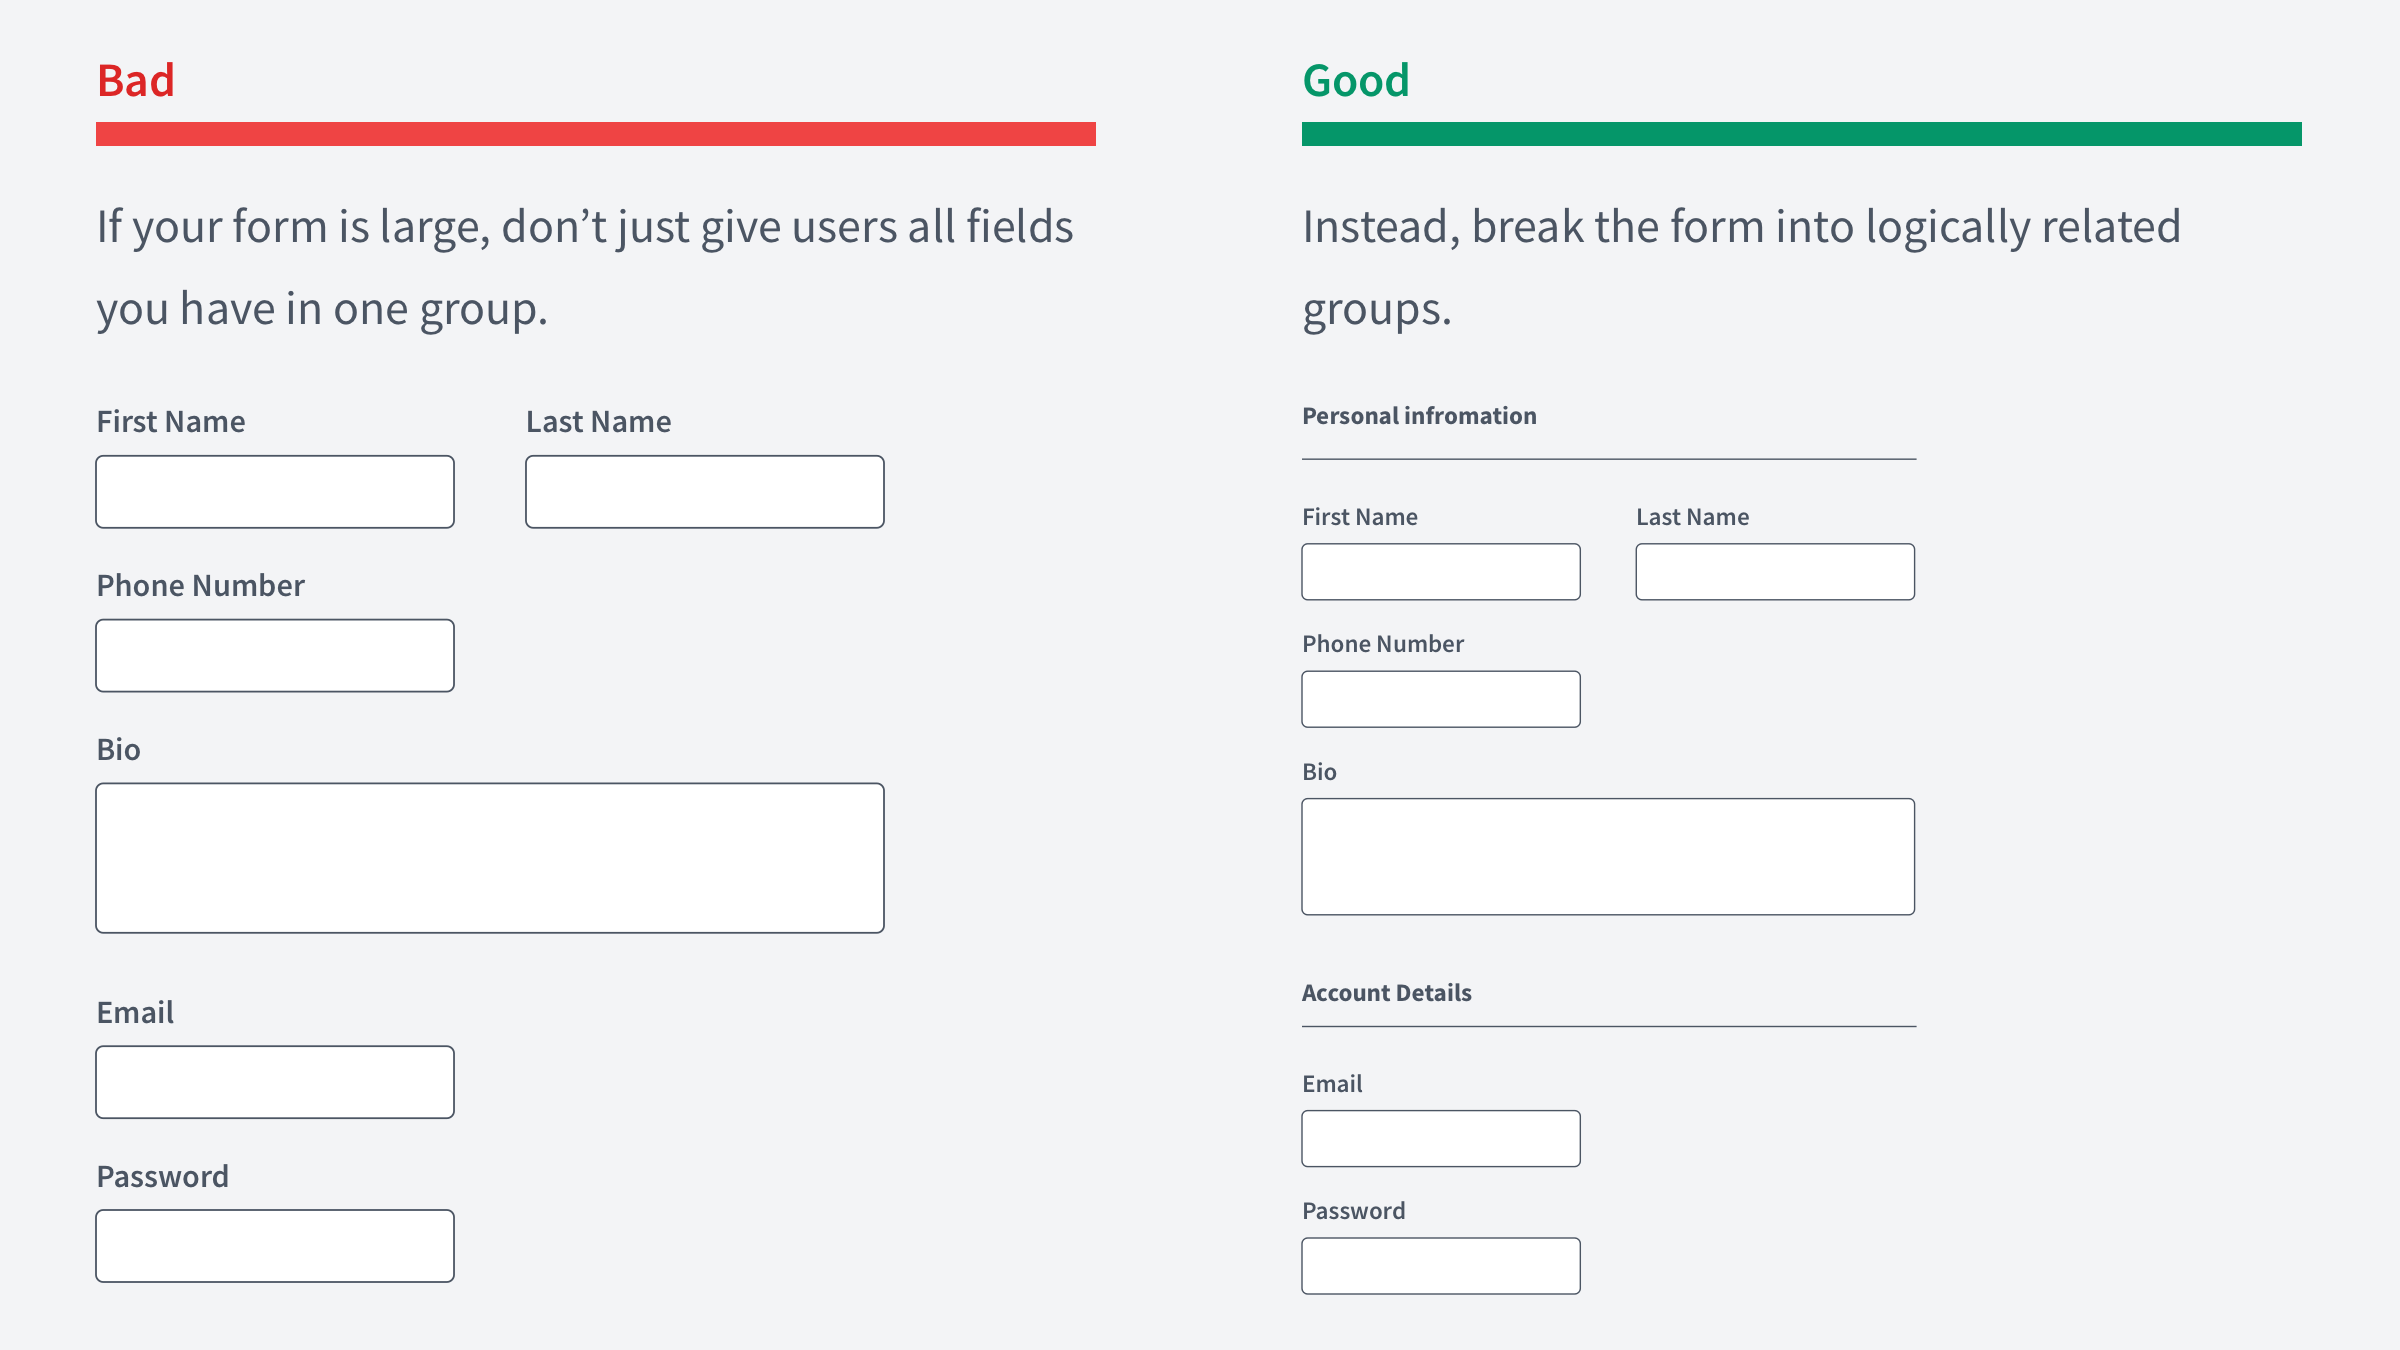 Bad
If your form is large, don’t just give users all fields
you have in one group.
First Name
Last Name
Phone Number
Bio
Email
Password
Good
Instead, break the form into logically related
groups.
Personal infromation
First Name
Last Name
Phone Number
Bio
Account Details
Email
Password